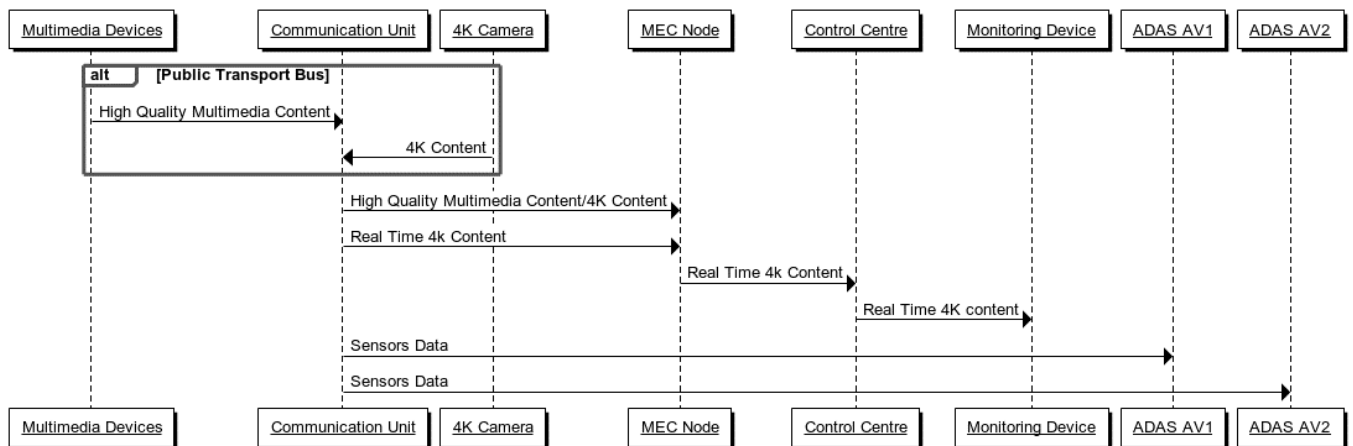 Multimedia Devices
Communication Unit
4K Camera
MEC Node
Control Centre
Monitoring Device
ADAS AV1
ADAS AV2
alt [Public Transport Bus]
High Quality Multimedia Content
4K Content
High Quality Multimedia Content/4K Content
Real Time 4k Content
Real Time 4k Content
Real Time 4K content
Sensors Data
Sensors Data
Multimedia Devices
Communication Unit
4K Camera
MEC Node
Control Centre
Monitoring Device
ADAS AV1
ADAS AV2